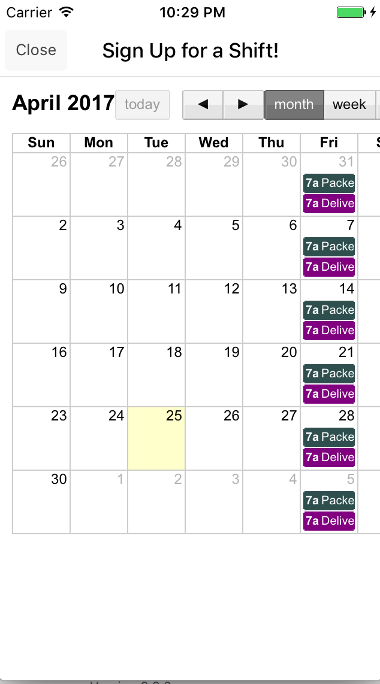 Carrier 10:29 PM
Close Sign Up for a Shift!
April 2017 today ◄ ► month week
Sun Mon Tue Wed Thu Fri S
26 27 28 29 30 31
7a Packe
7a Delive
2 3 4 5 6 7
7a Packe
7a Delive
9 10 11 12 13 14
7a Packe
7a Delive
16 17 18 19 20 21
7a Packe
7a Delive
23 24 25 26 27 28
7a Packe
7a Delive
30 1 2 3 4 5
7a Packe
7a Delive